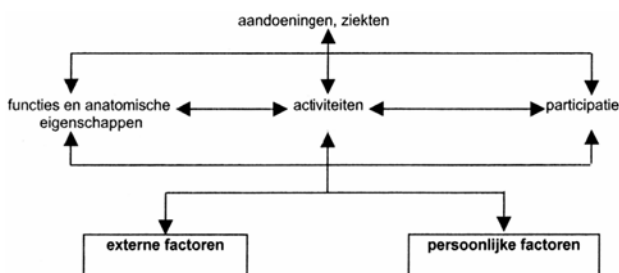 aandoeningen, ziekten
functies en anatomische
eigenschappen
activiteiten
participatie
externe factoren
persoonlijke factoren